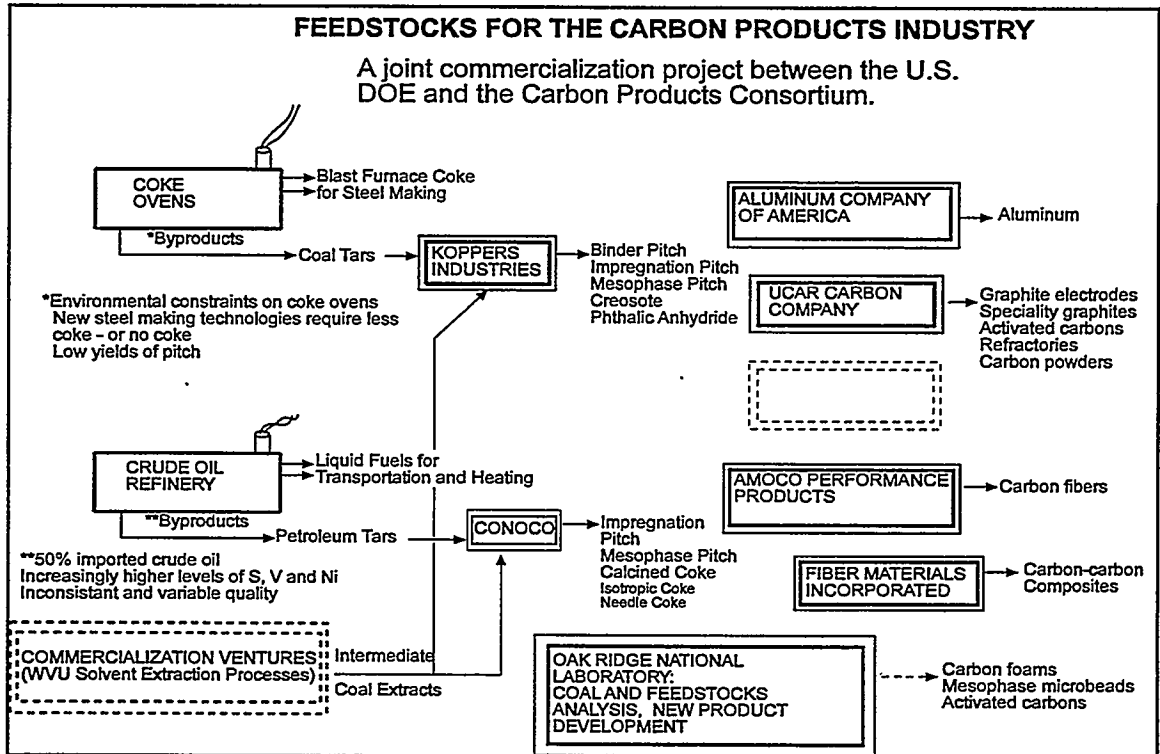 FEEDSTOCKS FOR THE CARBON PRODUCTS INDUSTRY
A joint commercialization project between the U.S.
DOE and the Carbon Products Consortium.
COKE
OVENS
Blast Furnace Coke
for Steel Making
*Byproducts
Coal Tars
KOPPERS
INDUSTRIES
Binder Pitch
Impregnation Pitch
Mesophase Pitch
Creosote
Phthalic Anhydride
ALUMINUM COMPANY
OF AMERICA
Aluminum
UCAR CARBON
COMPANY
Graphite electrodes
Speciality graphites
Activated carbons
Refractories
Carbon powders
*Environmental constraints on coke ovens
New steel making technologies require less
coke - or no coke
Low yields of pitch
CRUDE OIL
REFINERY
Liquid Fuels for
Transportation and Heating
**Byproducts
Petroleum Tars
CONOCO
Impregnation
Pitch
Mesophase Pitch
Calcined Coke
Isotropic Coke
Needle Coke
AMOCO PERFORMANCE
PRODUCTS
Carbon fibers
FIBER MATERIALS
INCORPORATED
Carbon-carbon
Composites
**50% imported crude oil
Increasingly higher levels of S, V and Ni
Inconsistant and variable quality
COMMERCIALIZATION VENTURES
(WVU Solvent Extraction Processes)
Intermediate
Coal Extracts
OAK RIDGE NATIONAL
LABORATORY:
COAL AND FEEDSTOCKS
ANALYSIS, NEW PRODUCT
DEVELOPMENT
Carbon foams
Mesophase microbeads
Activated carbons